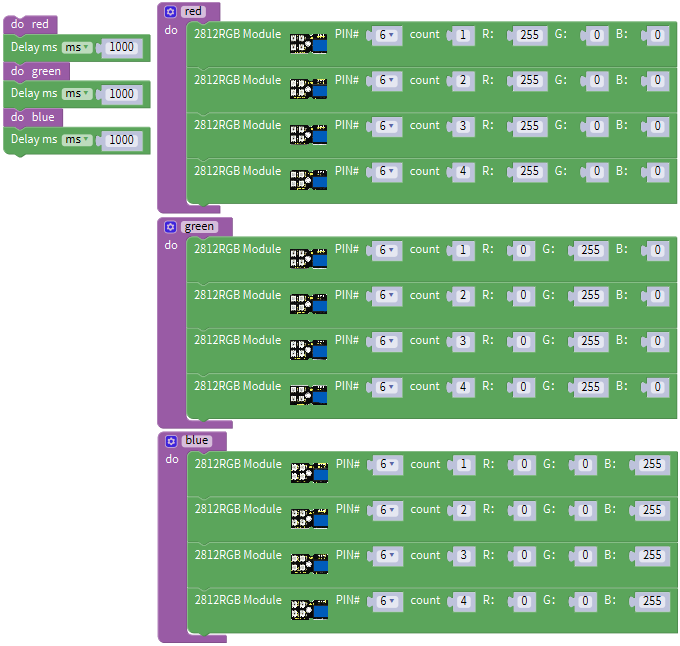 do red
Delay ms ms 1000
do green
Delay ms ms 1000
do blue
Delay ms ms 1000
red
do
2812RGB Module PIN# 6 count 1 R: 255 G: 0 B: 0
2812RGB Module PIN# 6 count 2 R: 255 G: 0 B: 0
2812RGB Module PIN# 6 count 3 R: 255 G: 0 B: 0
2812RGB Module PIN# 6 count 4 R: 255 G: 0 B: 0
green
do
2812RGB Module PIN# 6 count 1 R: 0 G: 255 B: 0
2812RGB Module PIN# 6 count 2 R: 0 G: 255 B: 0
2812RGB Module PIN# 6 count 3 R: 0 G: 255 B: 0
2812RGB Module PIN# 6 count 4 R: 0 G: 255 B: 0
blue
do
2812RGB Module PIN# 6 count 1 R: 0 G: 0 B: 255
2812RGB Module PIN# 6 count 2 R: 0 G: 0 B: 255
2812RGB Module PIN# 6 count 3 R: 0 G: 0 B: 255
2812RGB Module PIN# 6 count 4 R: 0 G: 0 B: 255